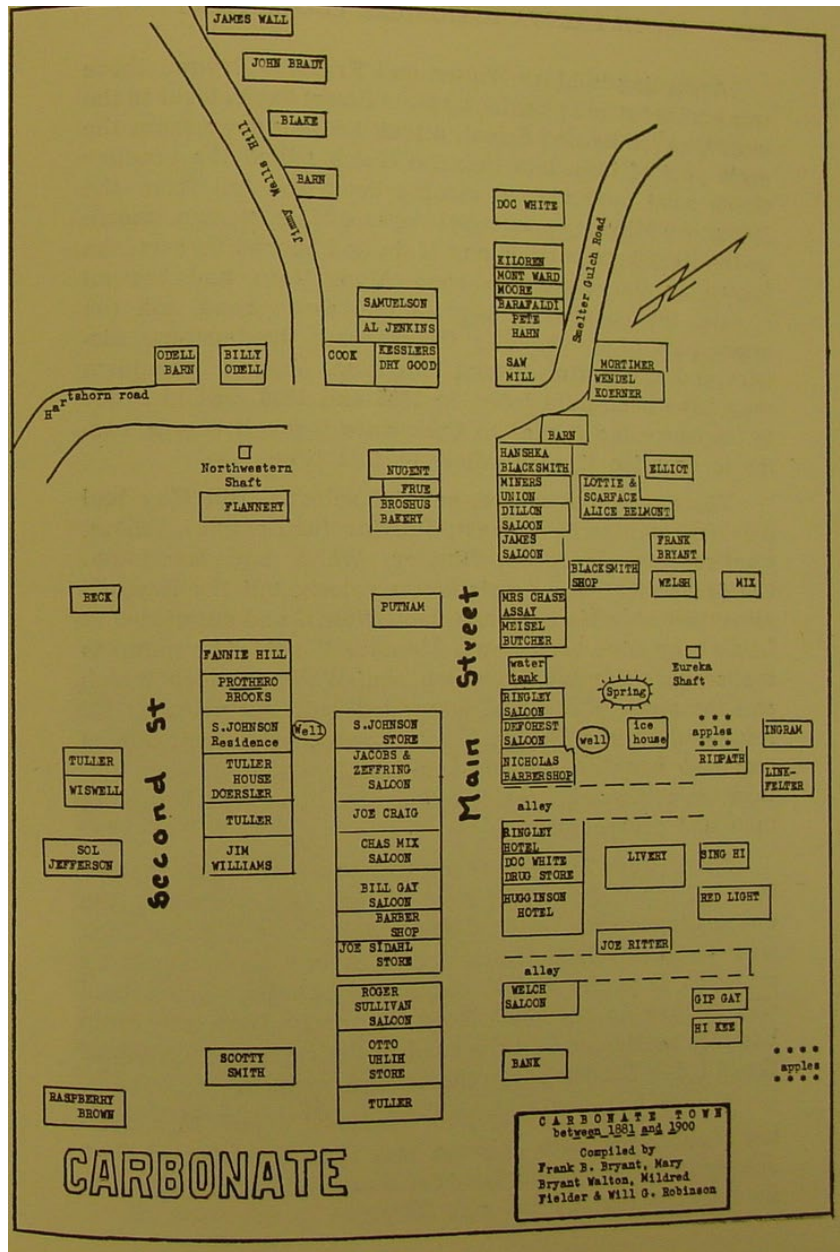 JAMES WALL
JOHN BRADY
BLAKE
BARN
Jimmy Walls Hill
DOC WHITE
KILOREN
MONT WARD
MOORE
BARAFALDI
PETE
HAHN
SAW
MILL
Smelter Gulch Road
SAMUELSON
AL JENKINS
COOK
KESSLERS
DRY GOOD
ODELL
BARN
BILLY
ODELL
MORTIMER
WENDEL
KOERNER
Hartshorn road
BARN
Northwestern
Shaft
FLANNERY
NUGENT
FRUE
BROSHUS
BAKERY
HANSHKA
BLACKSMITH
MINERS
UNION
DILLON
SALOON
JAMES
SALOON
ELLIOT
LOTTIE &
SCARFACE
ALICE BELMONT
FRANK
BRYANT
BLACKSMITH
SHOP
WELSH
MIX
BECK
PUTNAM
Main Street
MRS CHASE
ASSAY
MEISEL
BUTCHER
water
tank
Eureka
Shaft
Spring
FANNIE HILL
PROTHERO
BROOKS
S.JOHNSON
Residence
Well
TULLER
HOUSE
DOERSLER
TULLER
JIM
WILLIAMS
S.JOHNSON
STORE
JACOBS &
ZEFFRING
SALOON
JOE CRAIG
CHAS MIX
SALOON
BILL GAY
SALOON
BARBER
SHOP
JOE SIDAHL
STORE
RINGLEY
SALOON
DEFOREST
SALOON
NICHOLAS
BARBERSHOP
well
ice
house
apples
RIDPATH
INGRAM
LINK-
FELTER
TULLER
WISWELL
Second St
SOL
JEFFERSON
alley
RINGLEY
HOTEL
DOC WHITE
DRUG STORE
HUGGINSON
HOTEL
LIVERY
SING HI
RED LIGHT
JOE RITTER
alley
WELCH
SALOON
GIP GAY
HI KEE
BANK
apples
ROGER
SULLIVAN
SALOON
OTTO
UHLIH
STORE
TULLER
SCOTTY
SMITH
RASPBERRY
BROWN
CARBONATE
CARBONATE TOWN
between 1881 and 1900
Compiled by
Frank B. Bryant, Mary
Bryant Walton, Mildred
Fielder & Will G. Robinson